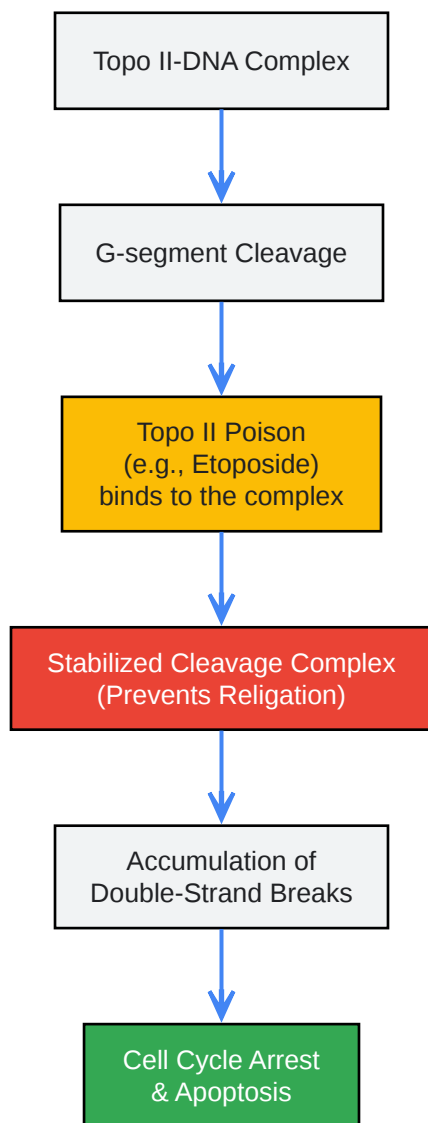 Topo II-DNA Complex
G-segment Cleavage
Topo II Poison
(e.g., Etoposide)
binds to the complex
Stabilized Cleavage Complex
(Prevents Religation)
Accumulation of
Double-Strand Breaks
Cell Cycle Arrest
& Apoptosis